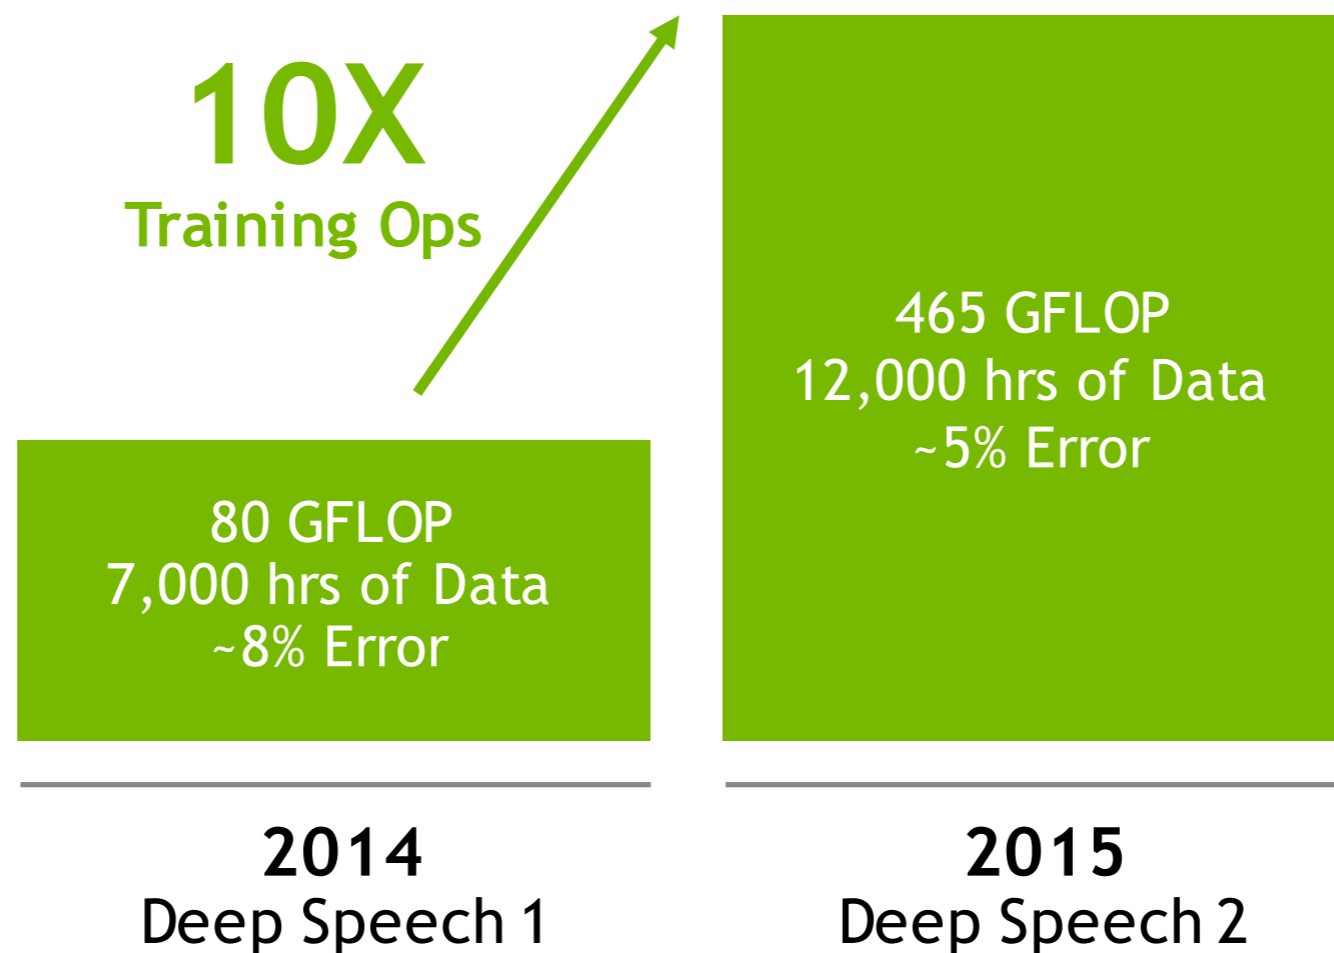 10X
Training Ops
465 GFLOP
12,000 hrs of Data
~5% Error
80 GFLOP
7,000 hrs of Data
~8% Error
2014
Deep Speech 1
2015
Deep Speech 2